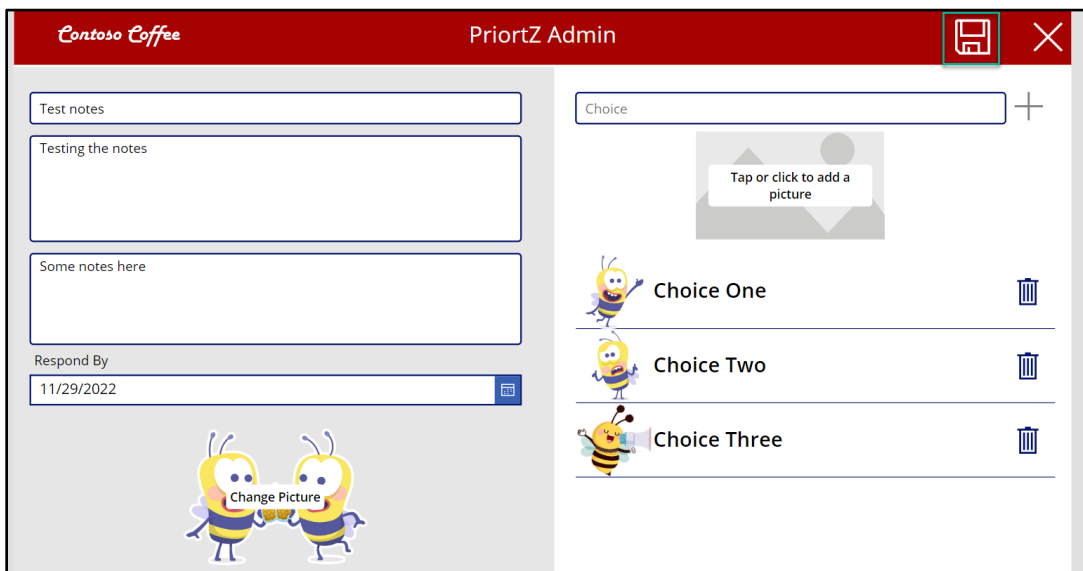 Contoso Coffee
PriortZ Admin
Test notes
Testing the notes
Some notes here
Respond By
11/29/2022
Change Picture
Choice
Tap or click to add a
picture
Choice One
Choice Two
Choice Three